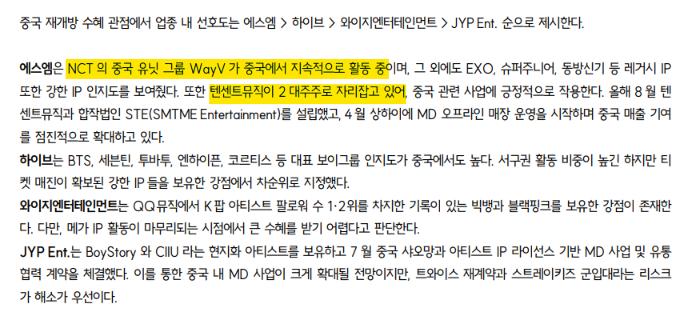 중국 재개방 수혜 관점에서 업종 내 선호도는 에스엠 > 하이브 > 와이지엔터테인먼트 > JYP Ent. 순으로 제시한다.
에스엠은 NCT 의 중국 유닛 그룹 WayV 가 중국에서 지속적으로 활동 중이며, 그 외에도 EXO, 슈퍼주니어, 동방신기 등 레거시 IP
또한 강한 IP 인지도를 보여줬다. 또한 텐센트뮤직이 2 대주주로 자리잡고 있어, 중국 관련 사업에 긍정적으로 작용한다. 올해 8 월 텐
센트뮤직과 합작법인 STE(SMTME Entertainment)를 설립했고, 4 월 상하이에 MD 오프라인 매장 운영을 시작하며 중국 매출 기여
를 점진적으로 확대하고 있다.
하이브는 BTS, 세븐틴, 투바투, 엔하이픈, 코르티스 등 대표 보이그룹 인지도가 중국에서도 높다. 서구권 활동 비중이 높긴 하지만 티
켓 매진이 확보된 강한 IP 들을 보유한 강점에서 차순위로 지정했다.
와이지엔터테인먼트는 QQ뮤직에서 K팝 아티스트 팔로워 수 1·2위를 차지한 기록이 있는 빅뱅과 블랙핑크를 보유한 강점이 존재한
다. 다만, 메가 IP 활동이 마무리되는 시점에서 큰 수혜를 받기 어렵다고 판단한다.
JYP Ent.는 BoyStory 와 CIIU 라는 현지화 아티스트를 보유하고 7 월 중국 샤오망과 아티스트 IP 라이선스 기반 MD 사업 및 유통
협력 계약을 체결했다. 이를 통한 중국 내 MD 사업이 크게 확대될 전망이지만, 트와이스 재계약과 스트레이키즈 군입대라는 리스크
가 해소가 우선이다.